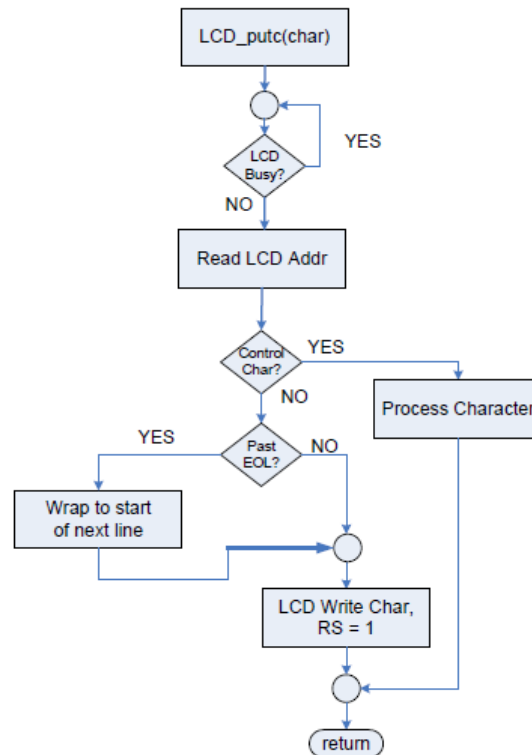 LCD_putc(char)
YES
LCD
Busy?
NO
Read LCD Addr
Control
Char?
YES
NO
Process Character
YES
Past
EOL?
NO
Wrap to start
of next line
LCD Write Char,
RS = 1
return